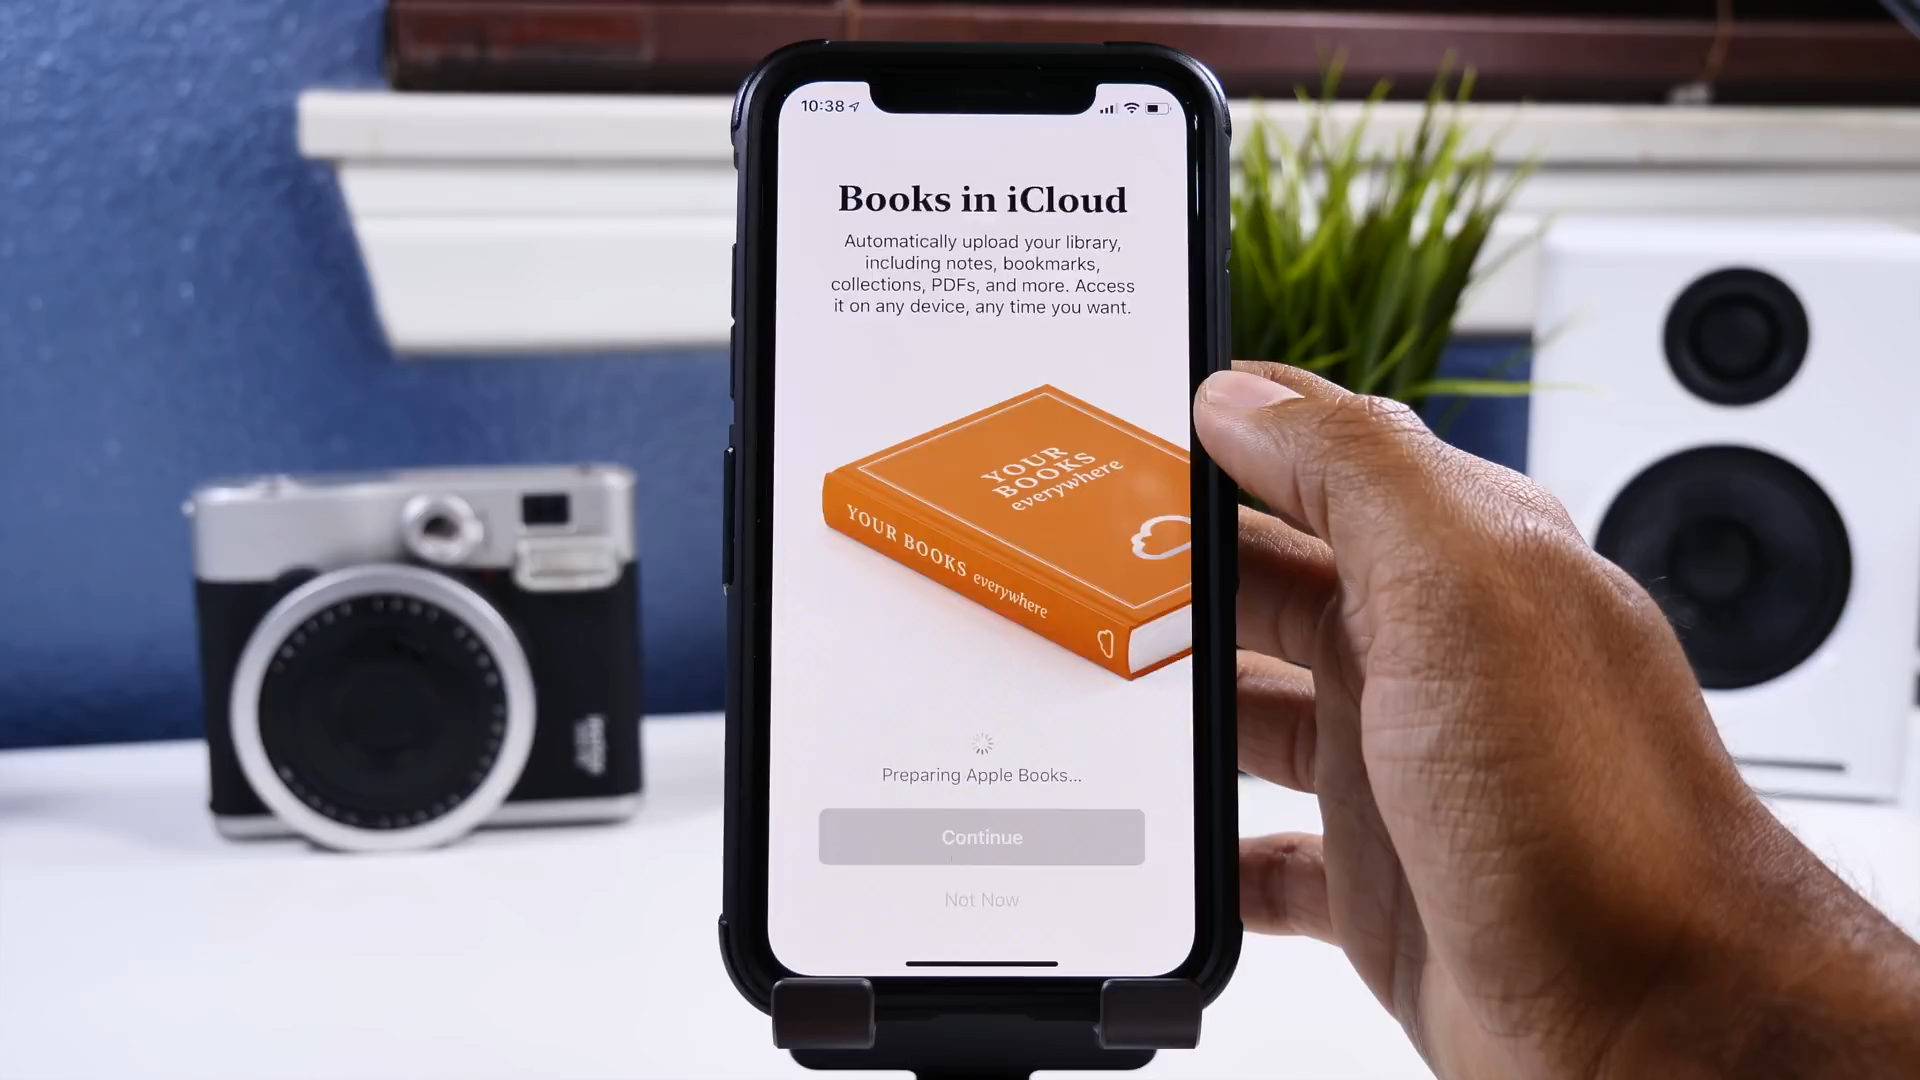 10:38
Books in iCloud
Automatically upload your library,
including notes, bookmarks,
collections, PDFs, and more. Access
it on any device, any time you want.
YOUR
BOOKS
everywhere
YOUR BOOKS everywhere
Preparing Apple Books...
Continue
Not Now